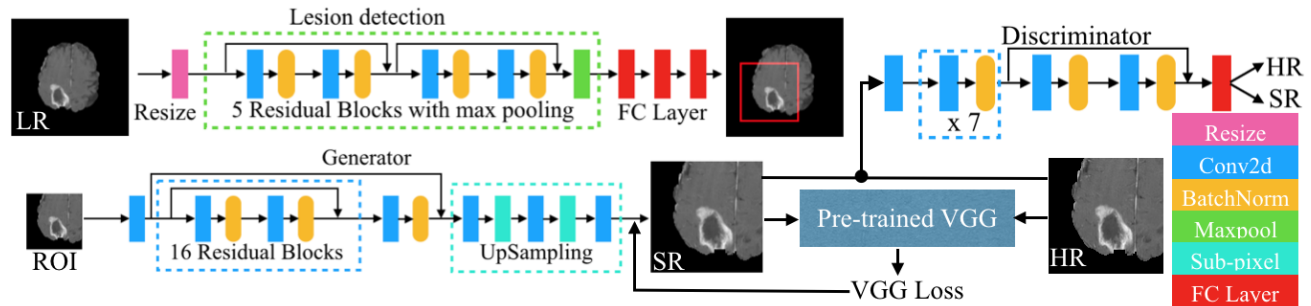 Lesion detection
LR
Resize
5 Residual Blocks with max pooling
FC Layer
Discriminator
x 7
HR
SR
Generator
ROI
16 Residual Blocks
UpSampling
SR
Pre-trained VGG
HR
VGG Loss
Resize
Conv2d
BatchNorm
Maxpool
Sub-pixel
FC Layer